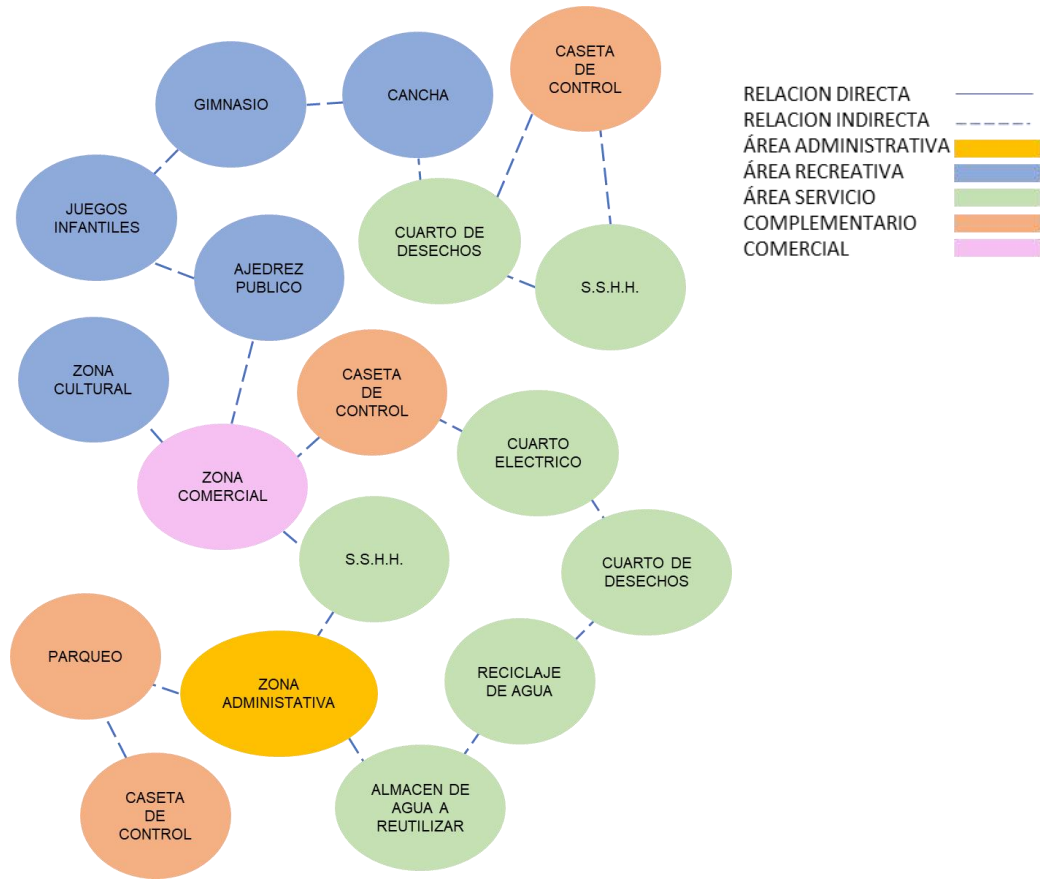 CASETA
DE
CONTROL
GIMNASIO
CANCHA
RELACION DIRECTA
RELACION INDIRECTA
ÁREA ADMINISTRATIVA
ÁREA RECREATIVA
ÁREA SERVICIO
COMPLEMENTARIO
COMERCIAL
JUEGOS
INFANTILES
CUARTO DE
DESECHOS
AJEDREZ
PUBLICO
S.S.H.H.
ZONA
CULTURAL
CASETA
DE
CONTROL
CUARTO
ELECTRICO
ZONA
COMERCIAL
S.S.H.H.
CUARTO DE
DESECHOS
PARQUEO
ZONA
ADMINISTATIVA
RECICLAJE
DE AGUA
CASETA
DE
CONTROL
ALMACEN DE
AGUA A
REUTILIZAR